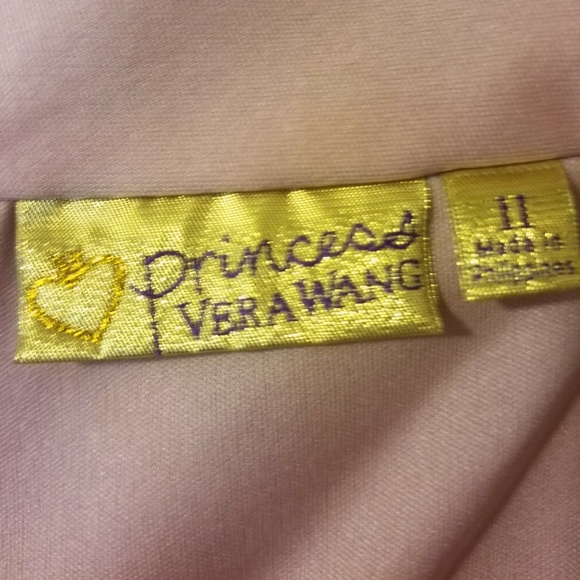 princess
VERA WANG
11
Made in
Philippines